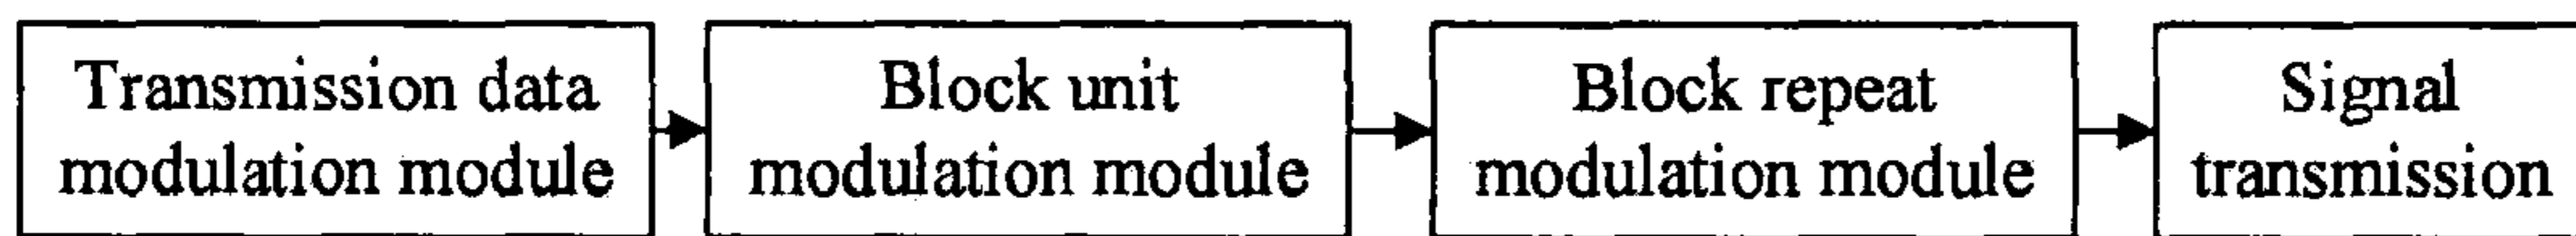 Transmission data
modulation module
Block unit
modulation module
Block repeat
modulation module
Signal
transmission